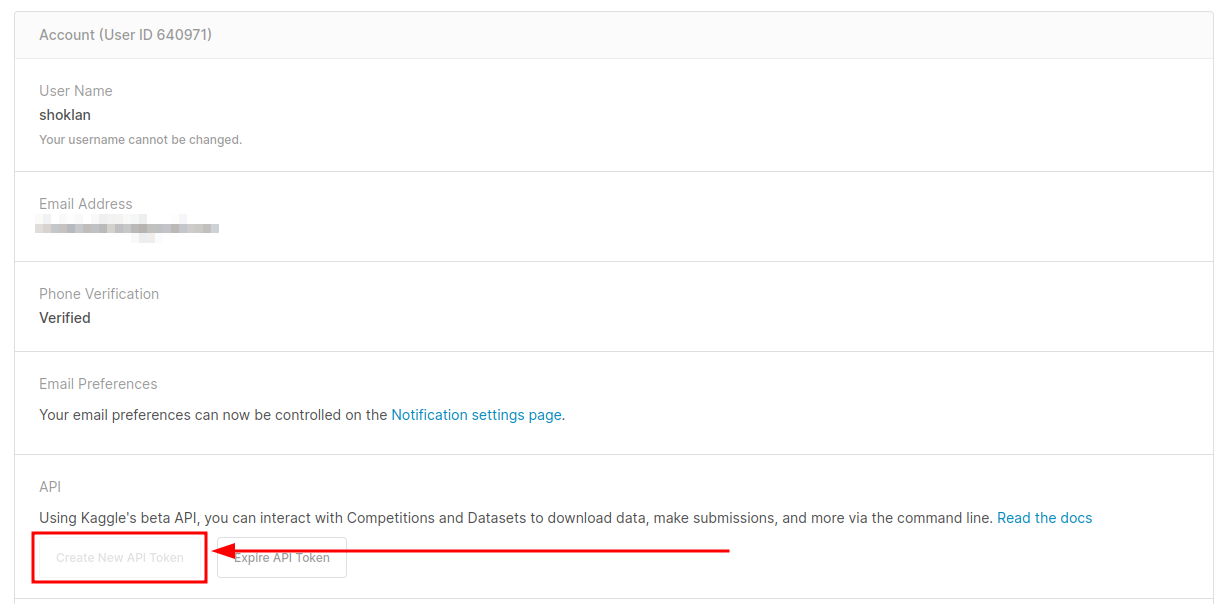 Account (User ID 640971)
User Name
shoklan
Your username cannot be changed.
Email Address
Phone Verification
Verified
Email Preferences
Your email preferences can now be controlled on the Notification settings page.
API
Using Kaggle's beta API, you can interact with Competitions and Datasets to download data, make submissions, and more via the command line. Read the docs
Create New API Token Expire API Token